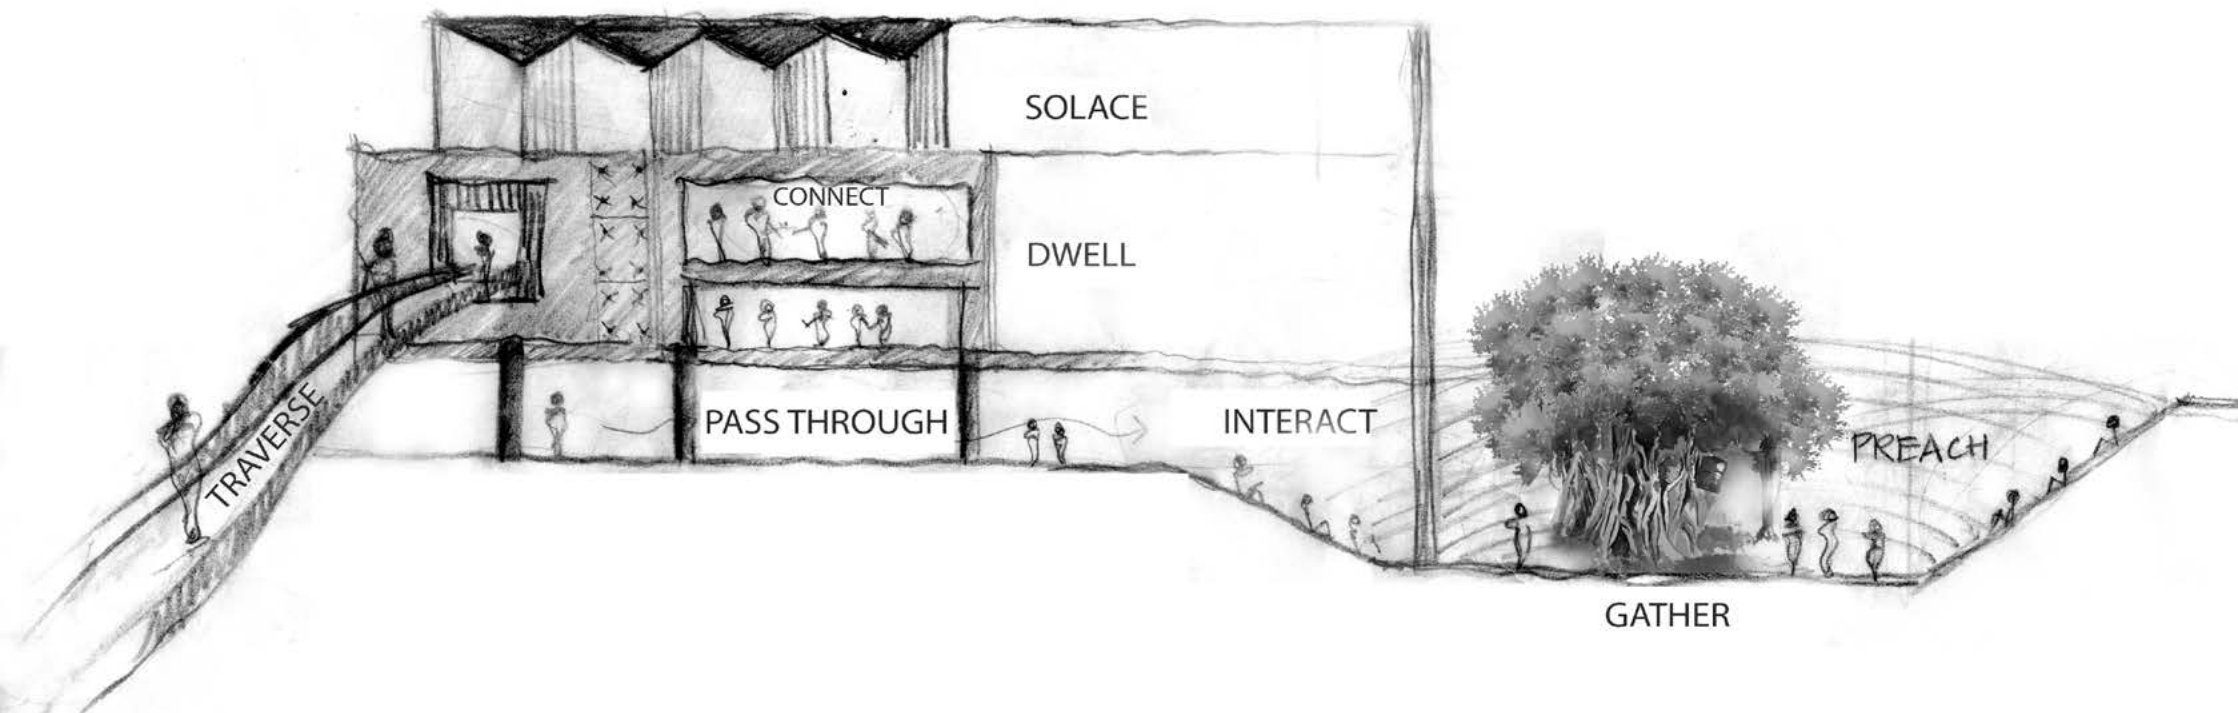 SOLACE
CONNECT
DWELL
TRAVERSE
PASS THROUGH
INTERACT
PREACH
GATHER